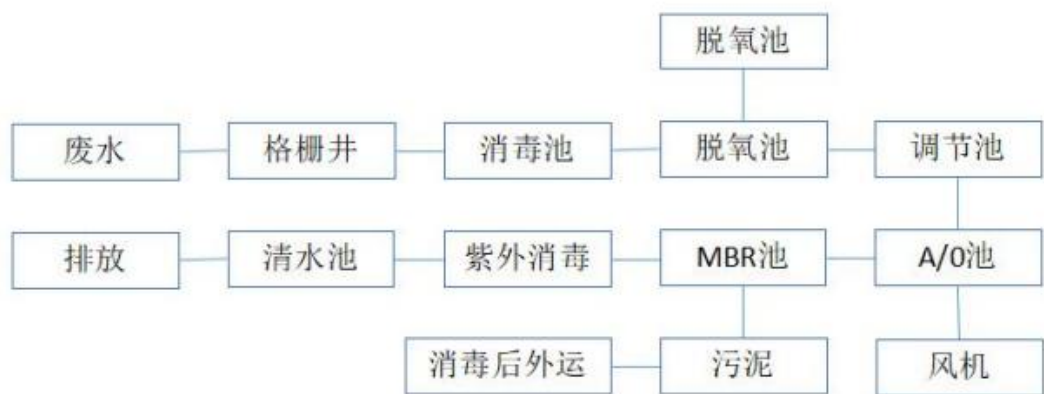 脱氧池
废水
格栅井
消毒池
脱氧池
调节池
排放
清水池
紫外消毒
MBR池
A/0池
消毒后外运
污泥
风机